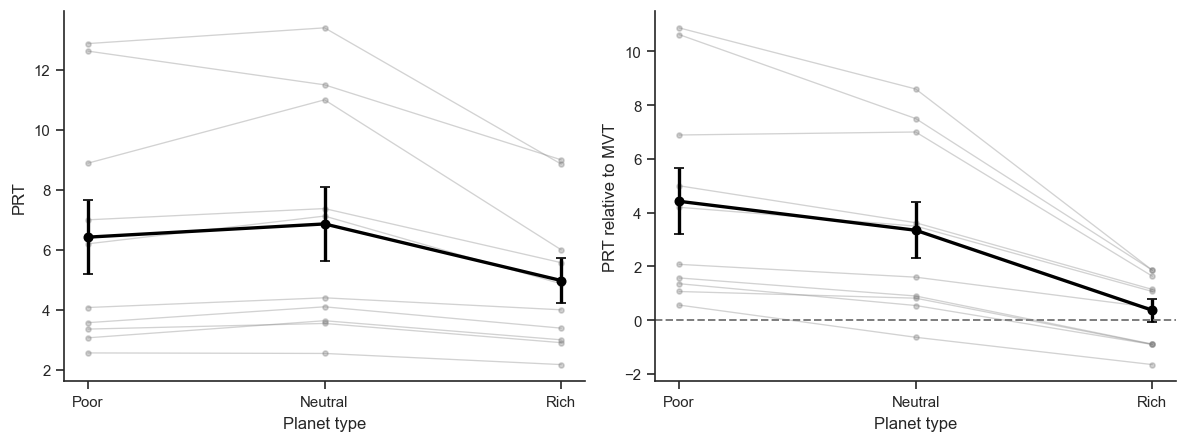 PRT
12
10
8
6
4
2
Poor
Neutral
Rich
Planet type
PRT relative to MVT
10
8
6
4
2
0
−2
Poor
Neutral
Rich
Planet type